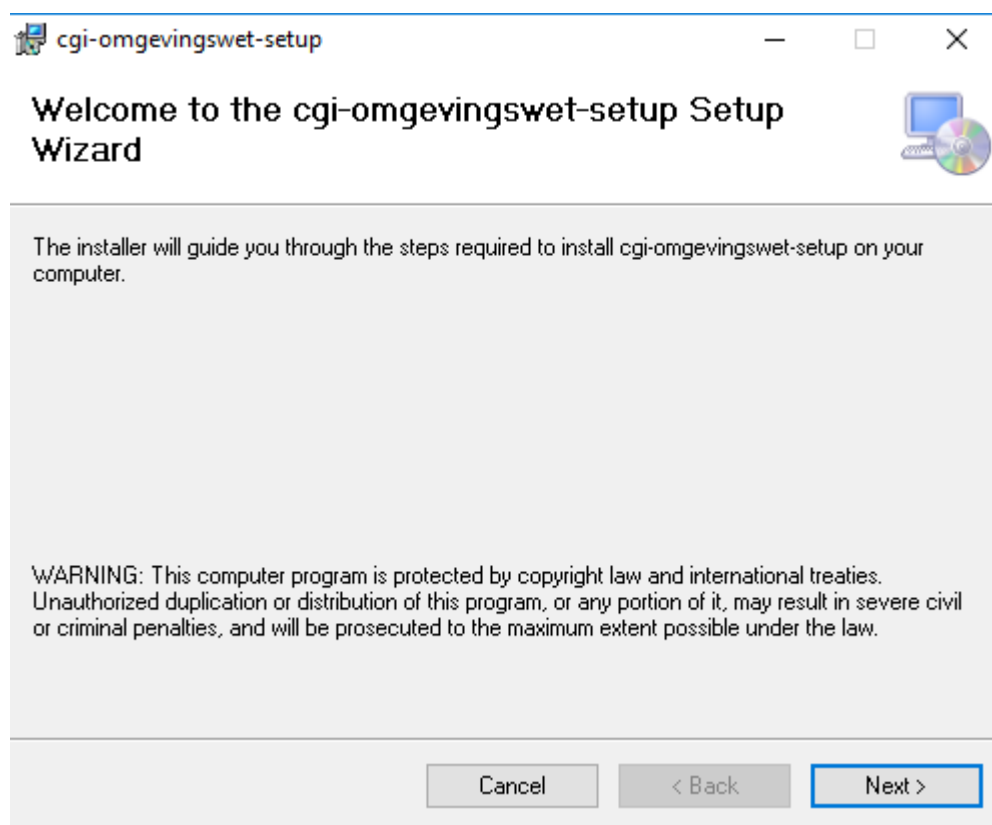 cgi-omgevingswet-setup
Welcome to the cgi-omgevingswet-setup Setup
Wizard
The installer will guide you through the steps required to install cgi-omgevingswet-setup on your
computer.
WARNING: This computer program is protected by copyright law and international treaties.
Unauthorized duplication or distribution of this program, or any portion of it, may result in severe civil
or criminal penalties, and will be prosecuted to the maximum extent possible under the law.
Cancel
< Back
Next >